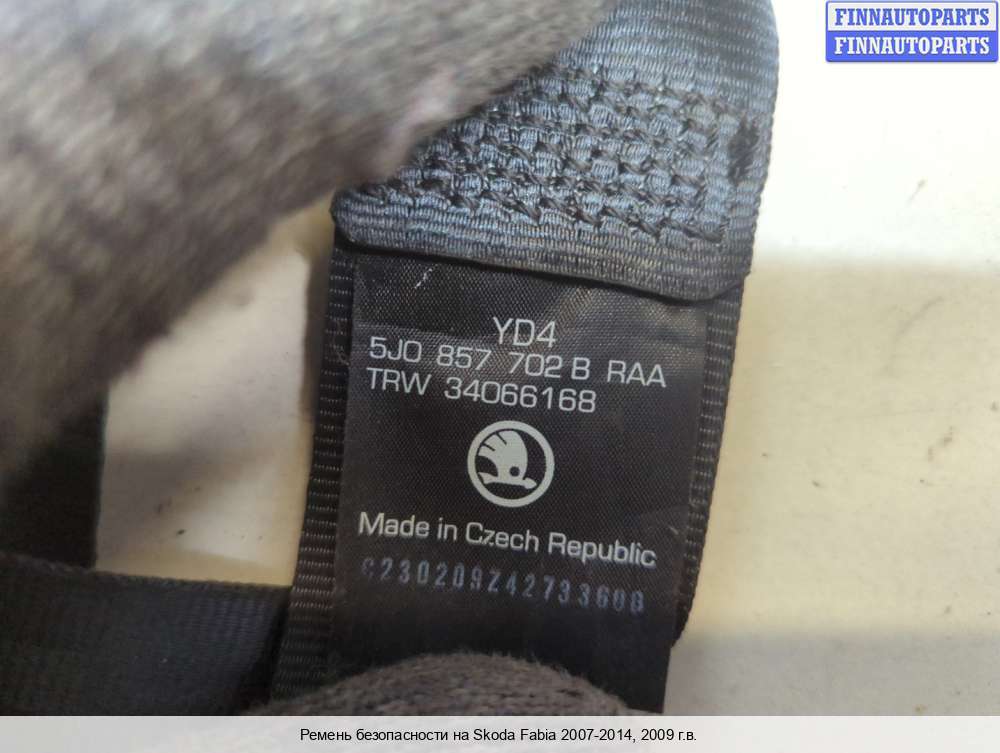 FINNAUTOPARTS
FINNAUTOPARTS
YD4
5J0 857 702 B RAA
TRW 34066168
Made in Czech Republic
Ремень безопасности на Skoda Fabia 2007-2014, 2009 г.в.